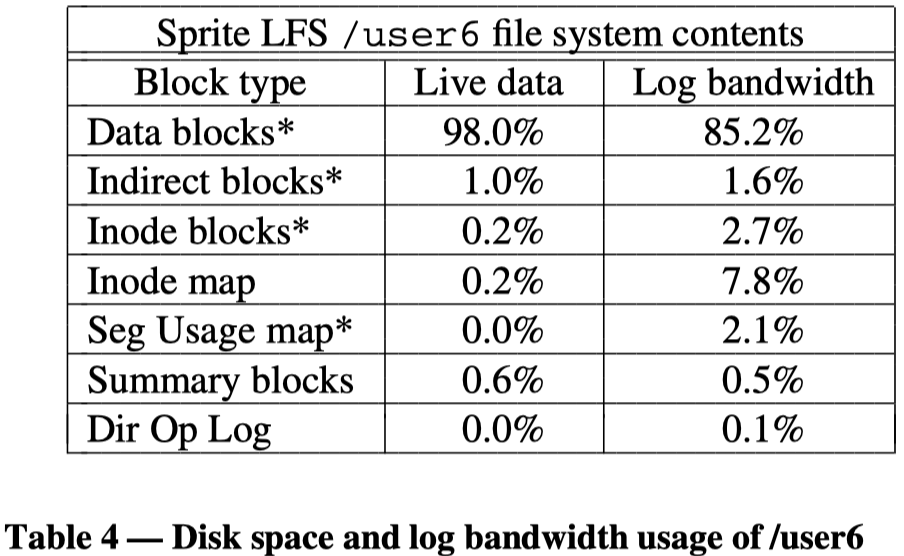 Sprite LFS /user6 file system contents
Block type Live data Log bandwidth
Data blocks* 98.0% 85.2%
Indirect blocks* 1.0% 1.6%
Inode blocks* 0.2% 2.7%
Inode map 0.2% 7.8%
Seg Usage map* 0.0% 2.1%
Summary blocks 0.6% 0.5%
Dir Op Log 0.0% 0.1%
Table 4 — Disk space and log bandwidth usage of /user6